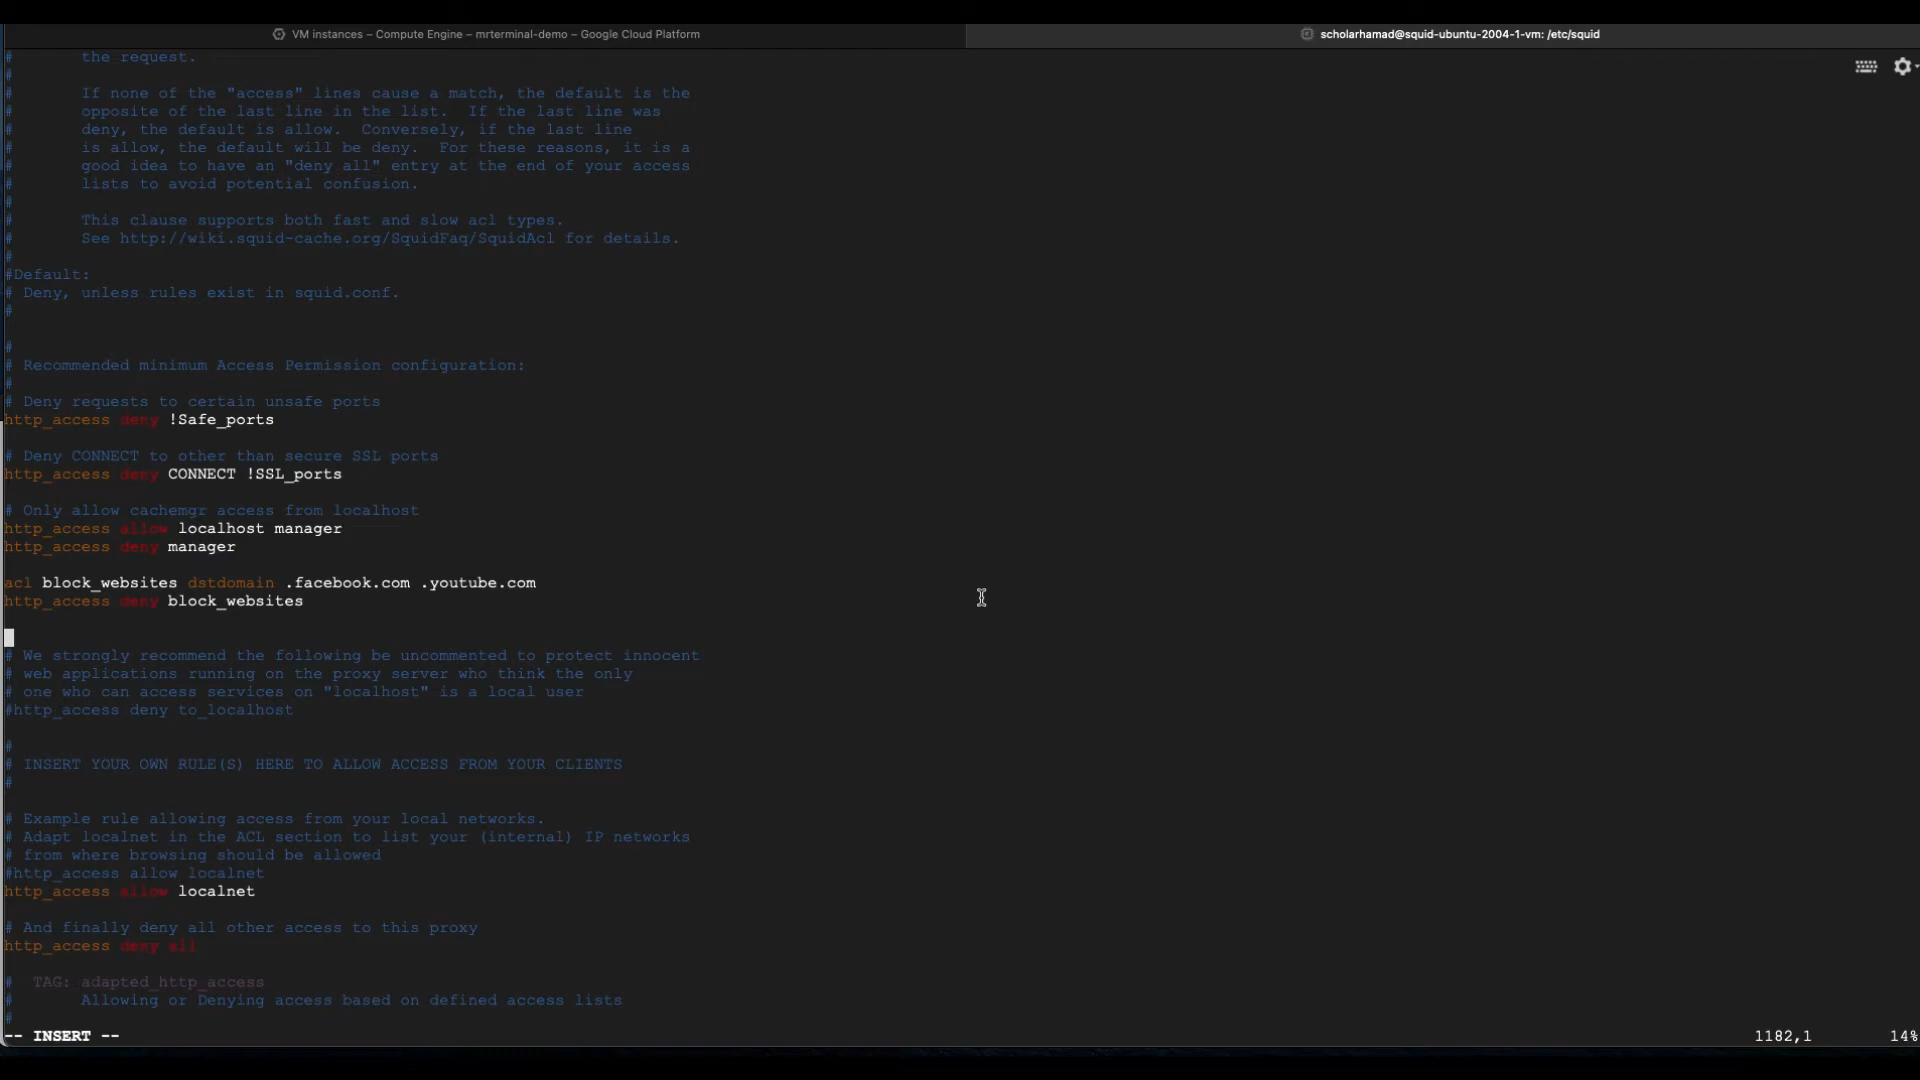 VM instances – Compute Engine – mrterminal-demo – Google Cloud Platform
scholarhamad@squid-ubuntu-2004-1-vm: /etc/squid
# the request.
#
# If none of the "access" lines cause a match, the default is the
# opposite of the last line in the list. If the last line was
# deny, the default is allow. Conversely, if the last line
# is allow, the default will be deny. For these reasons, it is a
# good idea to have an "deny all" entry at the end of your access
# lists to avoid potential confusion.
#
# This clause supports both fast and slow acl types.
# See http://wiki.squid-cache.org/SquidFaq/SquidAcl for details.
#
#Default:
# Deny, unless rules exist in squid.conf.
#
#
# Recommended minimum Access Permission configuration:
#
# Deny requests to certain unsafe ports
http_access deny !Safe_ports
# Deny CONNECT to other than secure SSL ports
http_access deny CONNECT !SSL_ports
# Only allow cachemgr access from localhost
http_access allow localhost manager
http_access deny manager
acl block_websites dstdomain .facebook.com .youtube.com
http_access deny block_websites
# We strongly recommend the following be uncommented to protect innocent
# web applications running on the proxy server who think the only
# one who can access services on "localhost" is a local user
#http_access deny to_localhost
#
# INSERT YOUR OWN RULE(S) HERE TO ALLOW ACCESS FROM YOUR CLIENTS
#
# Example rule allowing access from your local networks.
# Adapt localnet in the ACL section to list your (internal) IP networks
# from where browsing should be allowed
#http_access allow localnet
http_access allow localnet
# And finally deny all other access to this proxy
http_access deny all
# TAG: adapted_http_access
# Allowing or Denying access based on defined access lists
#
-- INSERT -- 1182,1 14%